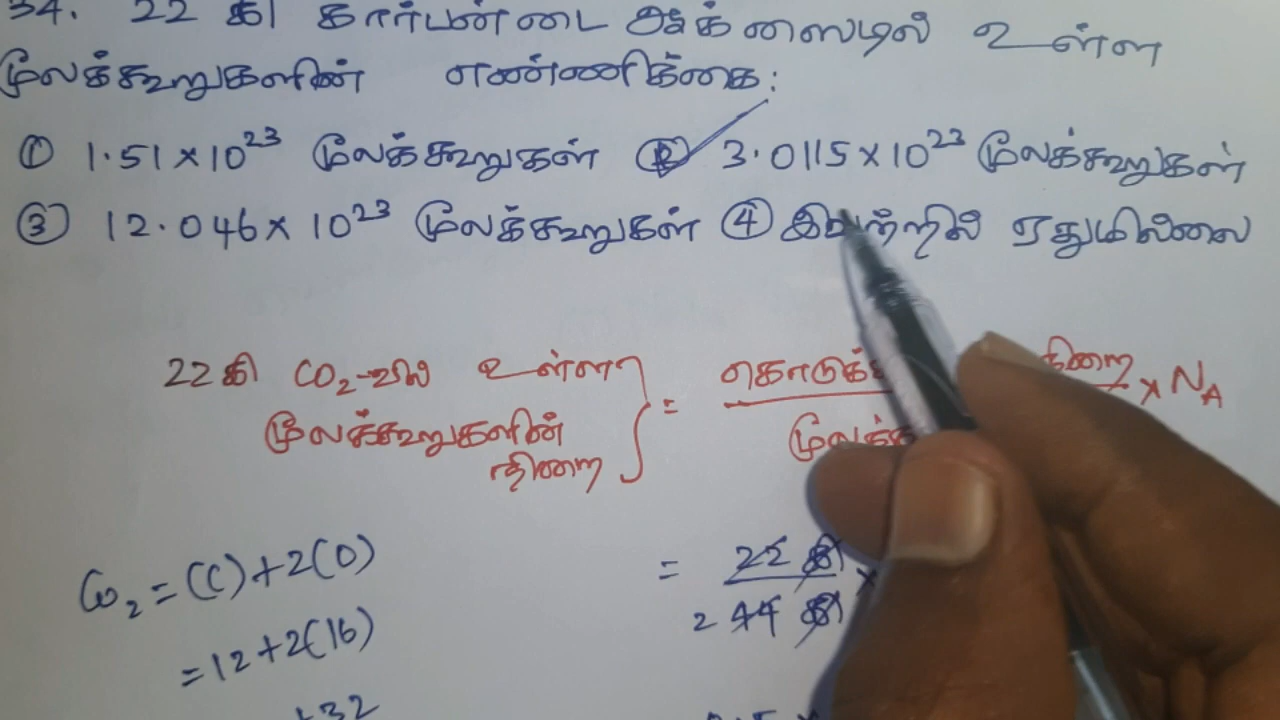 34. 22 கி கார்பன் டை ஆக்ஸைடில் உள்ள
மூலக்கூறுகளின் எண்ணிக்கை:
① 1.51 × 10²³ மூலக்கூறுகள் ② 3.0115 × 10²³ மூலக்கூறுகள்
③ 12.046 × 10²³ மூலக்கூறுகள் ④ இவற்றில் ஏதுமில்லை
22 கி CO₂-வில் உள்ள
மூலக்கூறுகளின்
நிறை
= நிறை × N_A
CO₂ = (C) + 2(O)
= 12 + 2(16)
+ 32
= 22 கி
2 44 கி ×